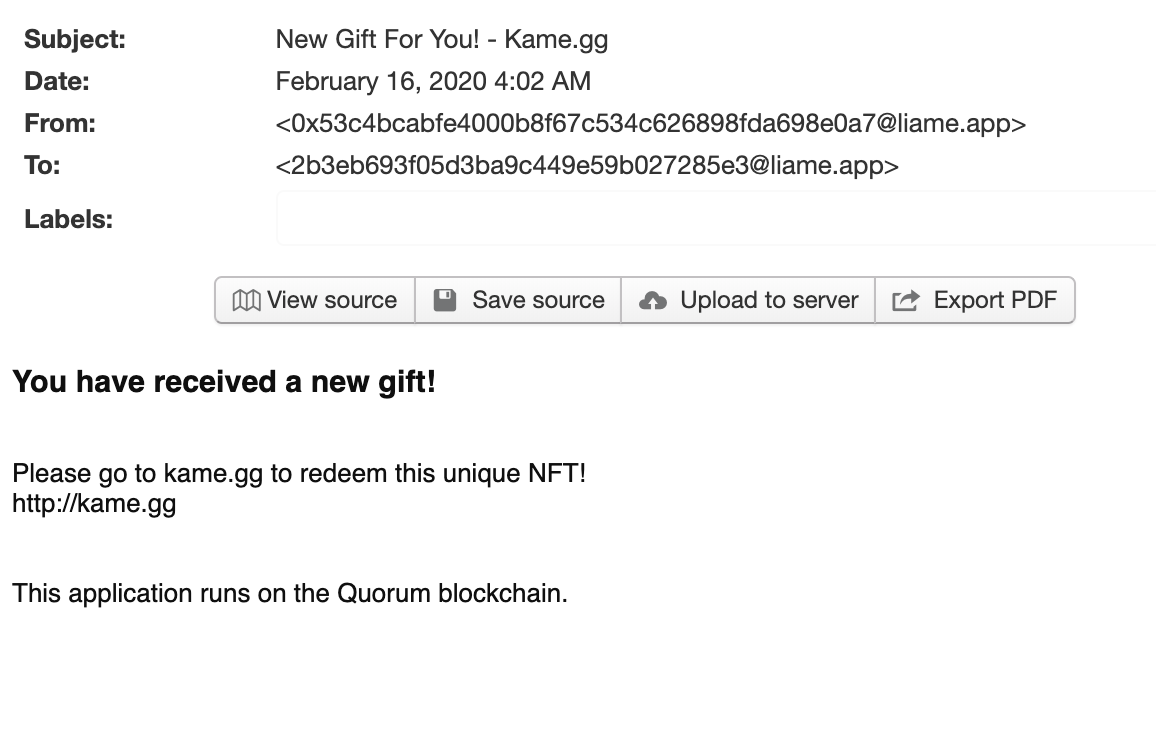 Subject: New Gift For You! - Kame.gg
Date: February 16, 2020 4:02 AM
From: <0x53c4bcabfe4000b8f67c534c626898fda698e0a7@liame.app>
To: <2b3eb693f05d3ba9c449e59b027285e3@liame.app>
Labels:
View source Save source Upload to server Export PDF
You have received a new gift!
Please go to kame.gg to redeem this unique NFT!
http://kame.gg
This application runs on the Quorum blockchain.